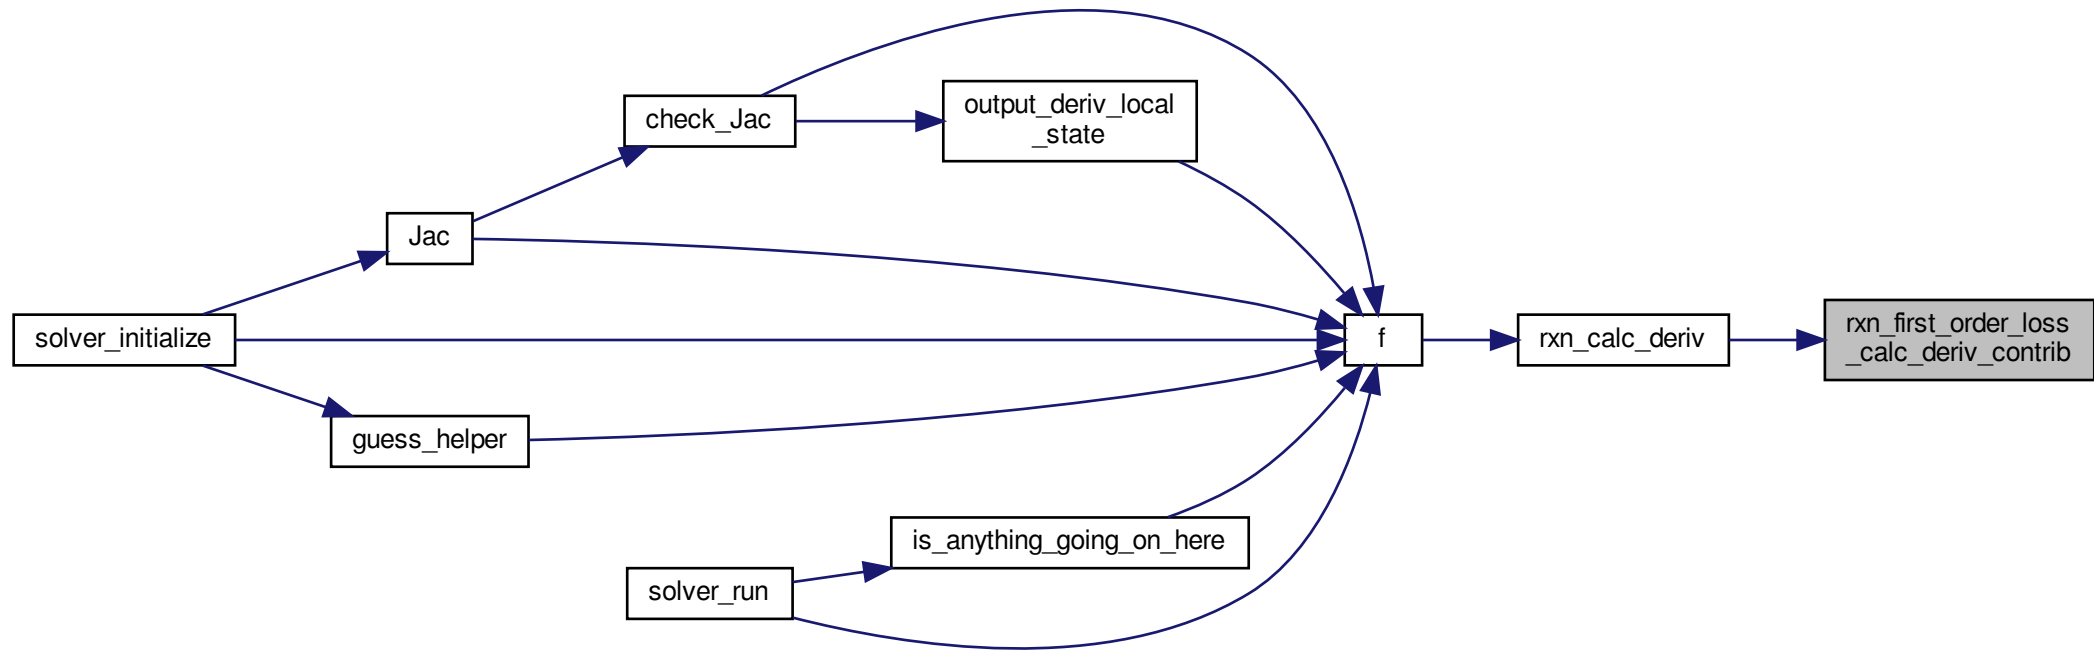 check_Jac
output_deriv_local
_state
Jac
solver_initialize
guess_helper
f
rxn_calc_deriv
rxn_first_order_loss
_calc_deriv_contrib
is_anything_going_on_here
solver_run